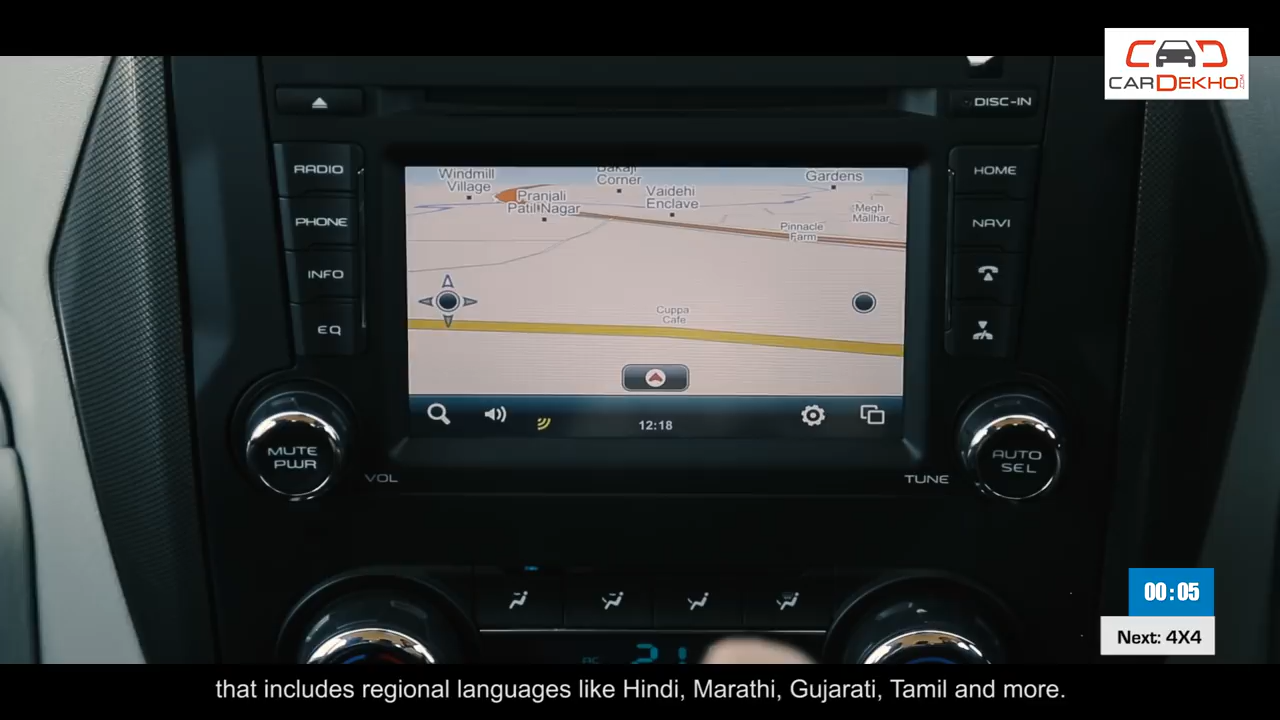 CARDEKHO.com
DISC-IN
RADIO
HOME
Windmill
Village
Bakaji
Corner
Gardens
Pranjali
Patil Nagar
Vaidehi
Enclave
Megh
Mallhar
PHONE
NAVI
Pinnacle
Farm
INFO
Cuppa
Cafe
EQ
12:18
MUTE
PWR
AUTO
SEL
VOL
TUNE
00:05
AC
Next: 4X4
that includes regional languages like Hindi, Marathi, Gujarati, Tamil and more.